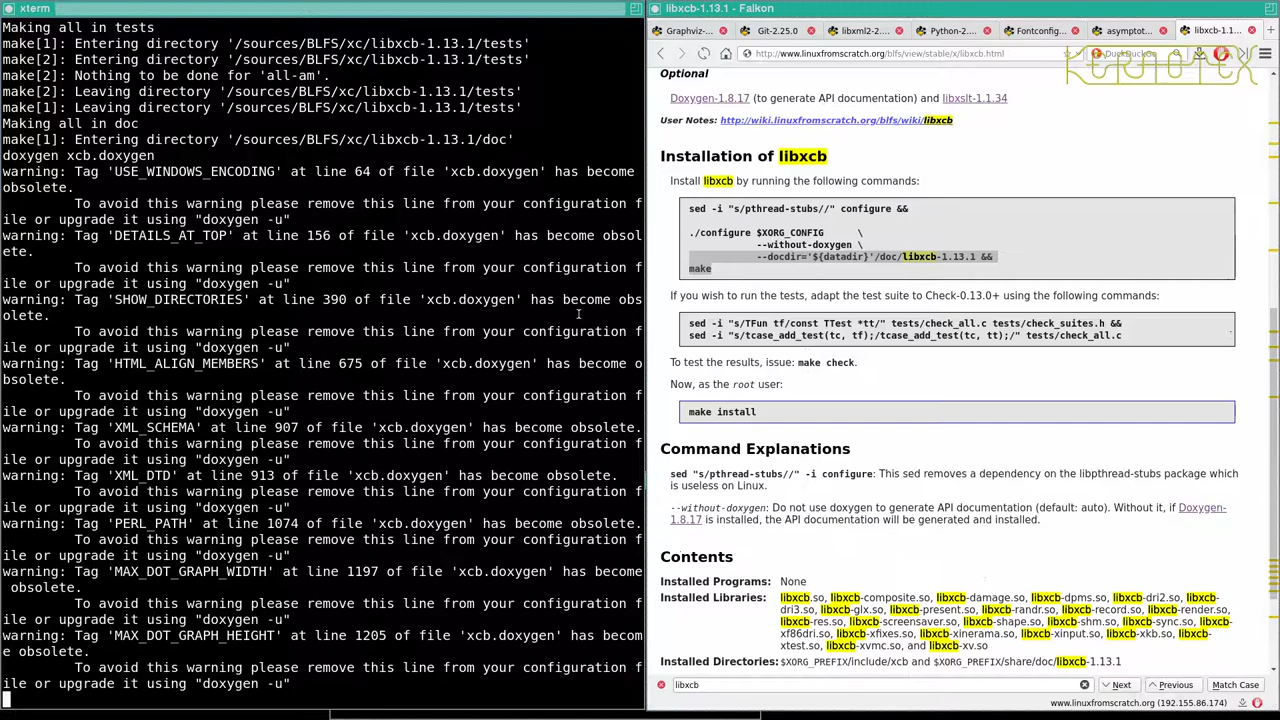 xterm
Making all in tests
make[1]: Entering directory '/sources/BLFS/xc/libxcb-1.13.1/tests'
make[2]: Entering directory '/sources/BLFS/xc/libxcb-1.13.1/tests'
make[2]: Nothing to be done for 'all-am'.
make[2]: Leaving directory '/sources/BLFS/xc/libxcb-1.13.1/tests'
make[1]: Leaving directory '/sources/BLFS/xc/libxcb-1.13.1/tests'
Making all in doc
make[1]: Entering directory '/sources/BLFS/xc/libxcb-1.13.1/doc'
doxygen xcb.doxygen
warning: Tag 'USE_WINDOWS_ENCODING' at line 64 of file 'xcb.doxygen' has become
obsolete.
To avoid this warning please remove this line from your configuration f
ile or upgrade it using "doxygen -u"
warning: Tag 'DETAILS_AT_TOP' at line 156 of file 'xcb.doxygen' has become obsol
ete.
To avoid this warning please remove this line from your configuration f
ile or upgrade it using "doxygen -u"
warning: Tag 'SHOW_DIRECTORIES' at line 390 of file 'xcb.doxygen' has become obs
olete.
To avoid this warning please remove this line from your configuration f
ile or upgrade it using "doxygen -u"
warning: Tag 'HTML_ALIGN_MEMBERS' at line 675 of file 'xcb.doxygen' has become o
bsolete.
To avoid this warning please remove this line from your configuration f
ile or upgrade it using "doxygen -u"
warning: Tag 'XML_SCHEMA' at line 907 of file 'xcb.doxygen' has become obsolete.
To avoid this warning please remove this line from your configuration f
ile or upgrade it using "doxygen -u"
warning: Tag 'XML_DTD' at line 913 of file 'xcb.doxygen' has become obsolete.
To avoid this warning please remove this line from your configuration f
ile or upgrade it using "doxygen -u"
warning: Tag 'PERL_PATH' at line 1074 of file 'xcb.doxygen' has become obsolete.
To avoid this warning please remove this line from your configuration f
ile or upgrade it using "doxygen -u"
warning: Tag 'MAX_DOT_GRAPH_WIDTH' at line 1197 of file 'xcb.doxygen' has become
obsolete.
To avoid this warning please remove this line from your configuration f
ile or upgrade it using "doxygen -u"
warning: Tag 'MAX_DOT_GRAPH_HEIGHT' at line 1205 of file 'xcb.doxygen' has becom
e obsolete.
To avoid this warning please remove this line from your configuration f
ile or upgrade it using "doxygen -u"
libxcb-1.13.1 - Falkon
Graphviz-... Git-2.25.0 libxml2-2.... Python-2.... Fontconfig... asymptot... libxcb-1.1...
http://www.linuxfromscratch.org/blfs/view/stable/x/libxcb.html DuckDuckGo
Optional
Doxygen-1.8.17 (to generate API documentation) and libxslt-1.1.34
User Notes: http://wiki.linuxfromscratch.org/blfs/wiki/libxcb
Installation of libxcb
Install libxcb by running the following commands:
sed -i "s/pthread-stubs//" configure &&
./configure $XORG_CONFIG \
--without-doxygen \
--docdir='${datadir}'/doc/libxcb-1.13.1 &&
make
If you wish to run the tests, adapt the test suite to Check-0.13.0+ using the following commands:
sed -i "s/TFun tf/const TTest *tt/" tests/check_all.c tests/check_suites.h &&
sed -i "s/tcase_add_test(tc, tf);/tcase_add_test(tc, tt);/" tests/check_all.c
To test the results, issue: make check.
Now, as the root user:
make install
Command Explanations
sed "s/pthread-stubs//" -i configure: This sed removes a dependency on the libpthread-stubs package which
is useless on Linux.
--without-doxygen: Do not use doxygen to generate API documentation (default: auto). Without it, if Doxygen-
1.8.17 is installed, the API documentation will be generated and installed.
Contents
Installed Programs: None
Installed Libraries: libxcb.so, libxcb-composite.so, libxcb-damage.so, libxcb-dpms.so, libxcb-dri2.so, libxcb-
dri3.so, libxcb-glx.so, libxcb-present.so, libxcb-randr.so, libxcb-record.so, libxcb-render.so,
libxcb-res.so, libxcb-screensaver.so, libxcb-shape.so, libxcb-shm.so, libxcb-sync.so, libxcb-
xf86dri.so, libxcb-xfixes.so, libxcb-xinerama.so, libxcb-xinput.so, libxcb-xkb.so, libxcb-
xtest.so, libxcb-xvmc.so, and libxcb-xv.so
Installed Directories: $XORG_PREFIX/include/xcb and $XORG_PREFIX/share/doc/libxcb-1.13.1
libxcb Next Previous Match Case
www.linuxfromscratch.org (192.155.86.174)